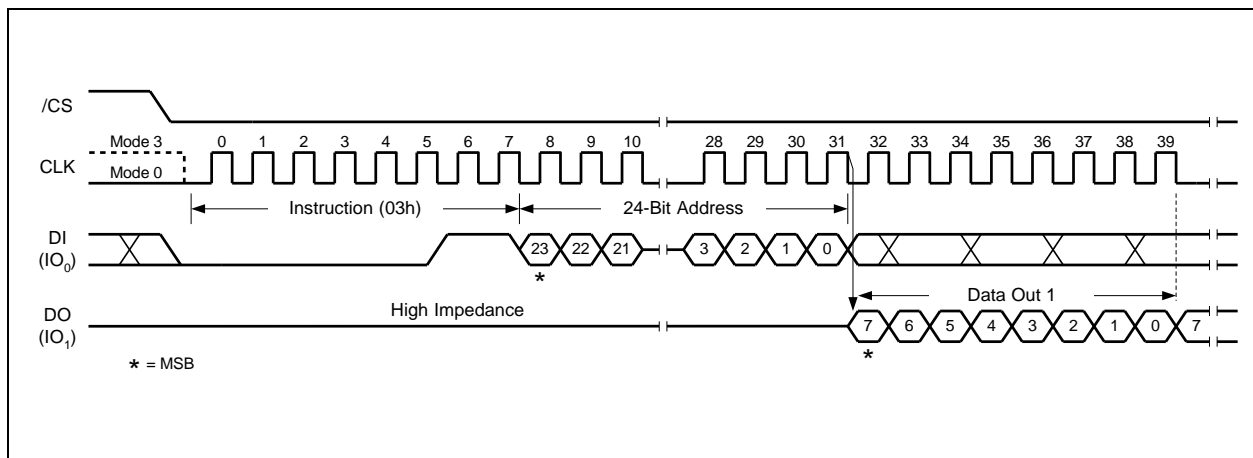 /CS
Mode 3 0 1 2 3 4 5 6 7 8 9 10 28 29 30 31 32 33 34 35 36 37 38 39
CLK Mode 0
Instruction (03h) 24-Bit Address
DI
(IO0) 23 22 21 3 2 1 0
*
High Impedance Data Out 1
DO
(IO1) 7 6 5 4 3 2 1 0 7
*
* = MSB